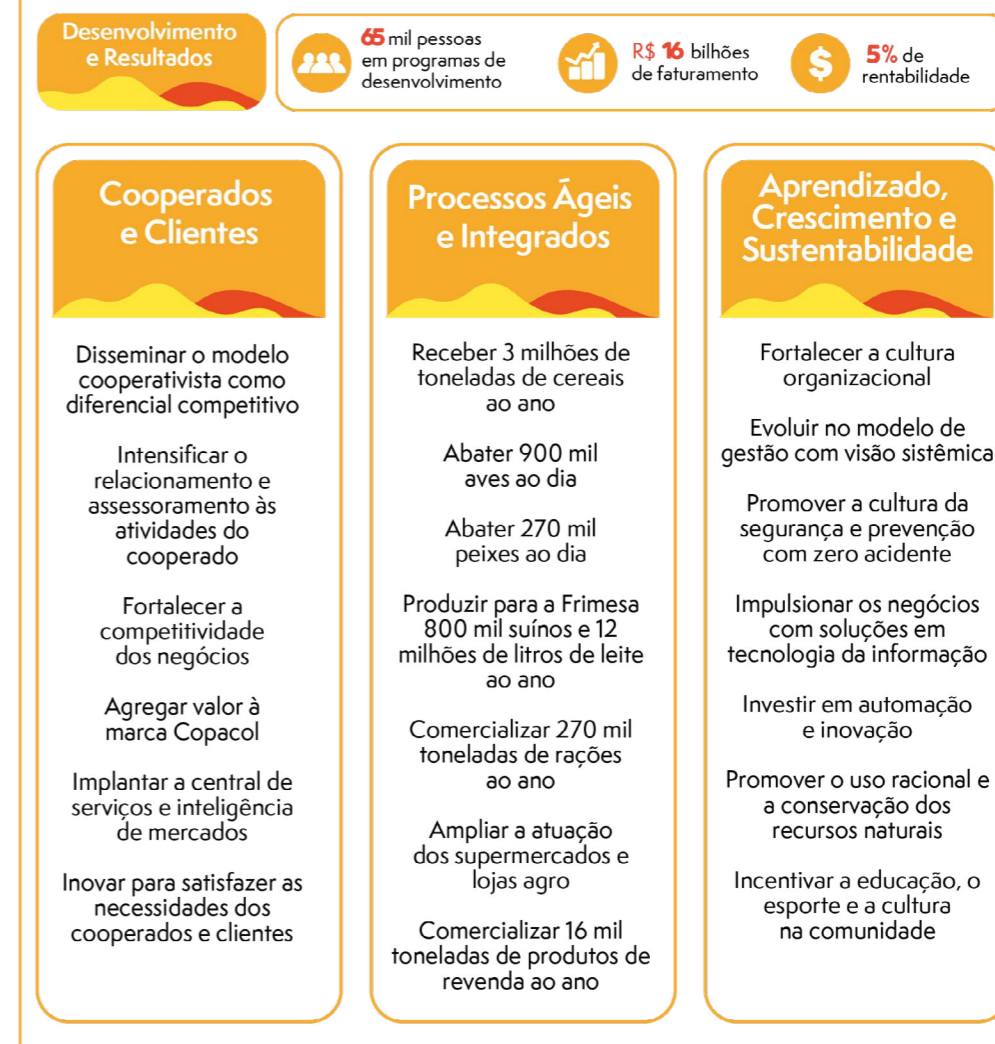 Desenvolvimento
e Resultados
65 mil pessoas
em programas de
desenvolvimento
R$ 16 bilhões
de faturamento
5% de
rentabilidade
Cooperados
e Clientes
Disseminar o modelo
cooperativista como
diferencial competitivo
Intensificar o
relacionamento e
assessoramento às
atividades do
cooperado
Fortalecer a
competitividade
dos negócios
Agregar valor à
marca Copacol
Implantar a central de
serviços e inteligência
de mercados
Inovar para satisfazer as
necessidades dos
cooperados e clientes
Processos Ágeis
e Integrados
Receber 3 milhões de
toneladas de cereais
ao ano
Abater 900 mil
aves ao dia
Abater 270 mil
peixes ao dia
Produzir para a Frimesa
800 mil suínos e 12
milhões de litros de leite
ao ano
Comercializar 270 mil
toneladas de rações
ao ano
Ampliar a atuação
dos supermercados e
lojas agro
Comercializar 16 mil
toneladas de produtos de
revenda ao ano
Aprendizado,
Crescimento e
Sustentabilidade
Fortalecer a cultura
organizacional
Evoluir no modelo de
gestão com visão sistêmica
Promover a cultura da
segurança e prevenção
com zero acidente
Impulsionar os negócios
com soluções em
tecnologia da informação
Investir em automação
e inovação
Promover o uso racional e
a conservação dos
recursos naturais
Incentivar a educação, o
esporte e a cultura
na comunidade